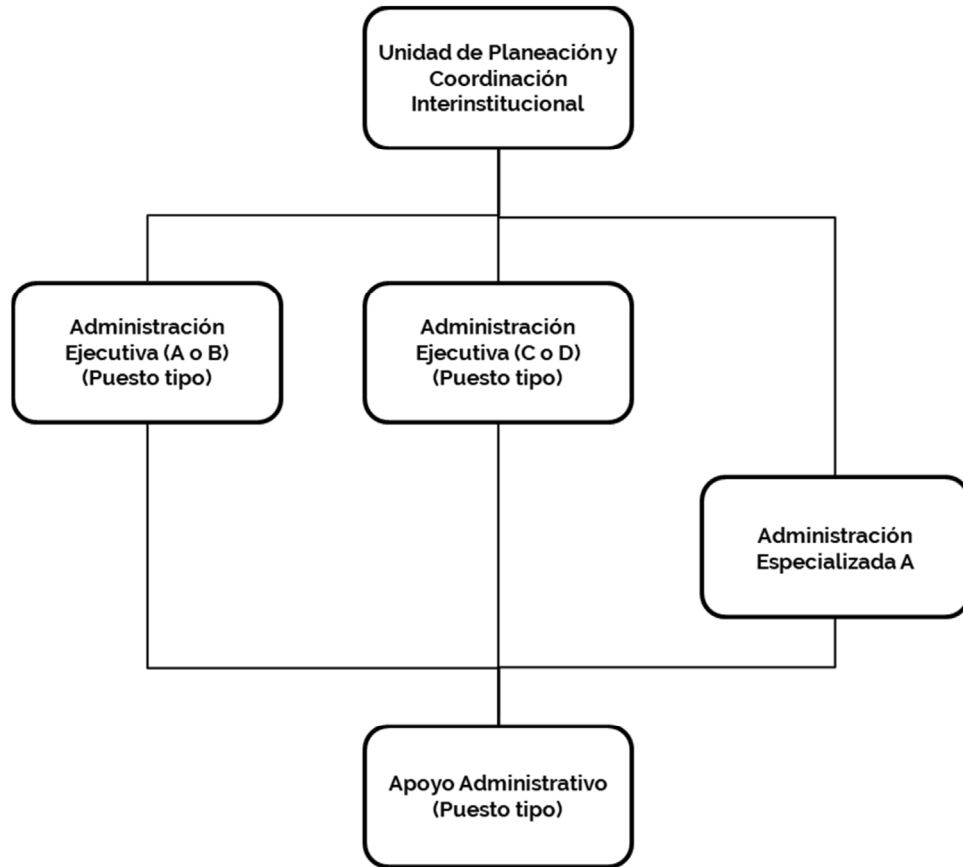 Unidad de Planeación y
Coordinación
Interinstitucional
Administración
Ejecutiva (A o B)
(Puesto tipo)
Administración
Ejecutiva (C o D)
(Puesto tipo)
Administración
Especializada A
Apoyo Administrativo
(Puesto tipo)